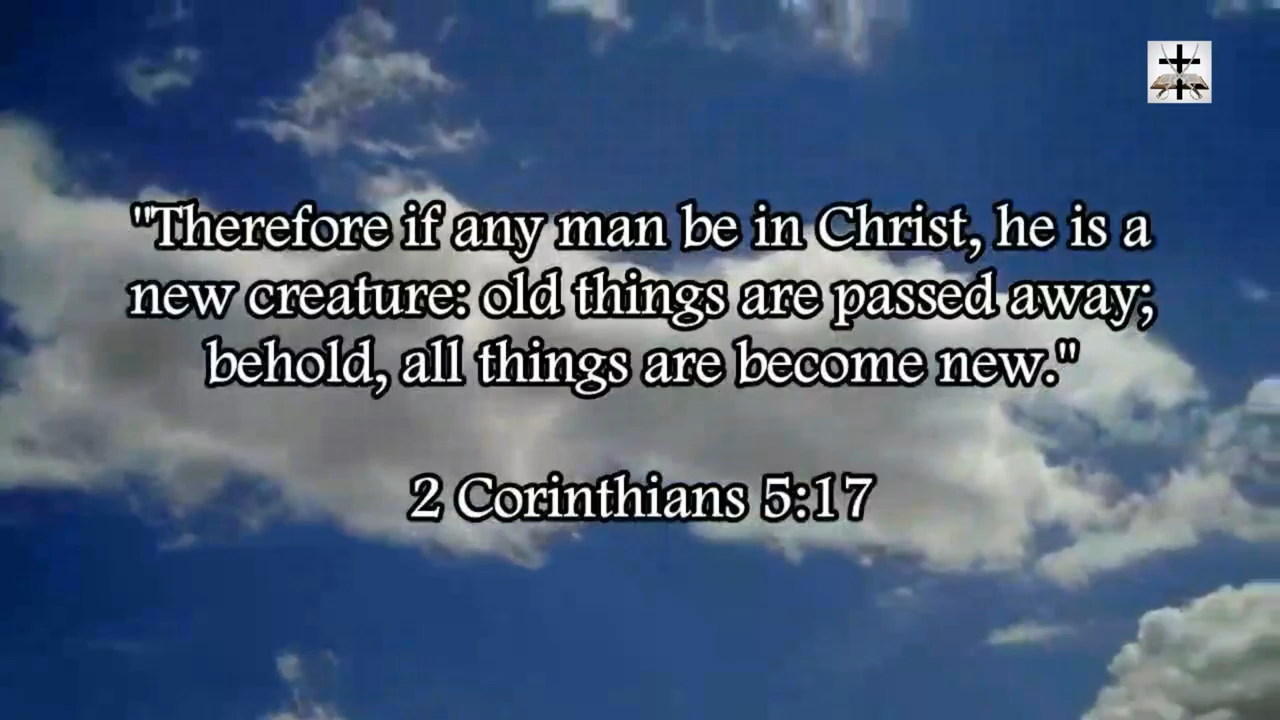 "Therefore if any man be in Christ, he is a
new creature: old things are passed away;
behold, all things are become new."
2 Corinthians 5:17